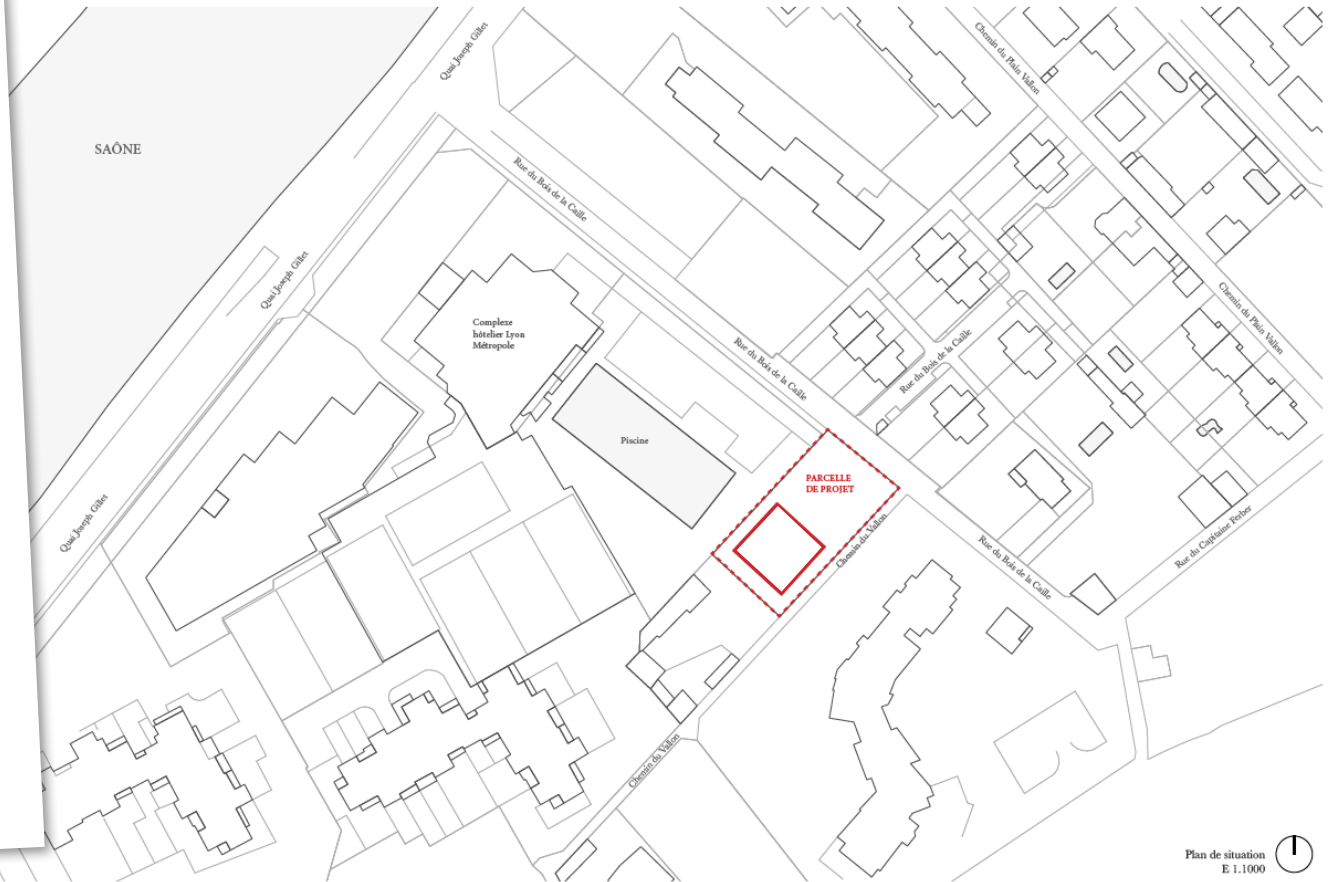 Quai Joseph Gillet
Chemin du Plain Vallon
SAÔNE
Rue du Bois de la Caille
Quai Joseph Gillet
Complexe
hôtelier Lyon
Métropole
Chemin du Plain Vallon
Rue du Bois de la Caille
Rue du Bois de la Caille
Piscine
PARCELLE
DE PROJET
Quai Joseph Gillet
Chemin du Vallon
Rue du Capitaine Ferber
Rue du Bois de la Caille
Chemin du Vallon
Plan de situation
E 1.1000